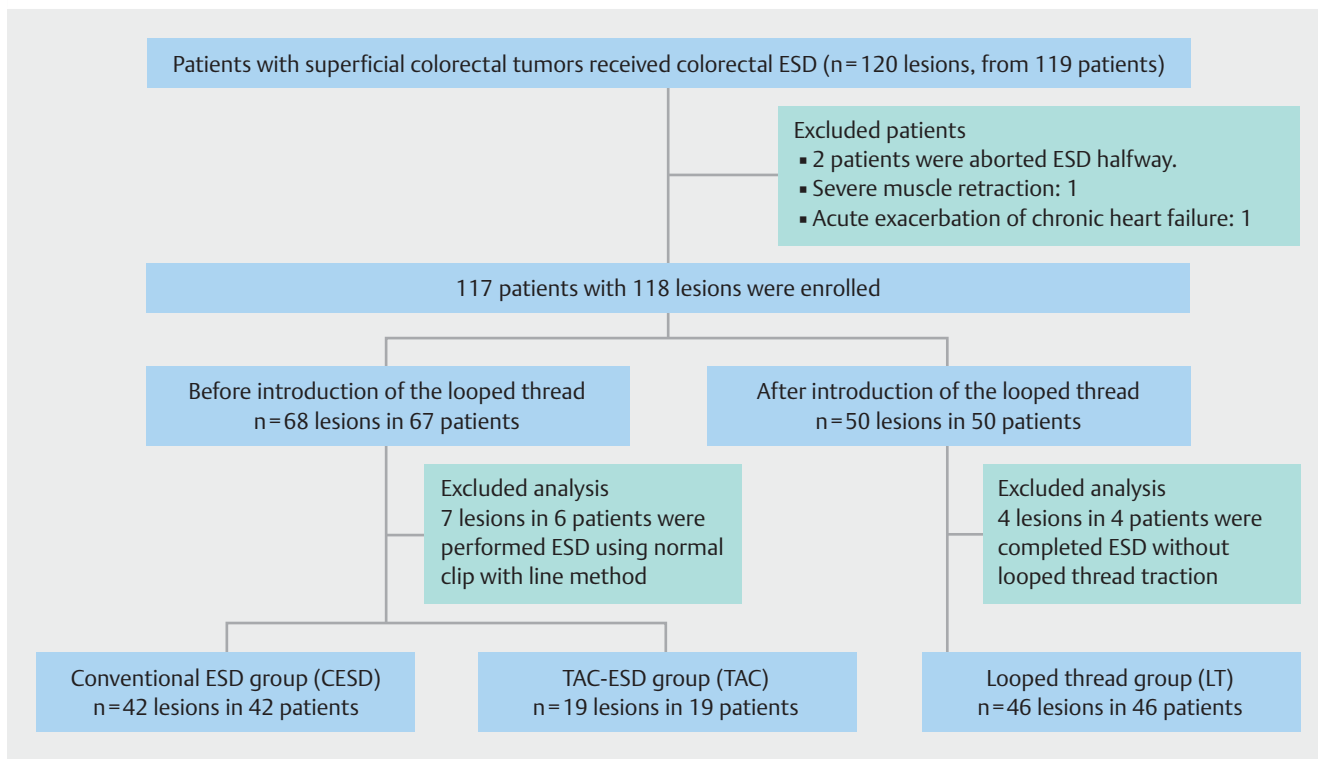 Patients with superficial colorectal tumors received colorectal ESD (n=120 lesions, from 119 patients)
Excluded patients
▪ 2 patients were aborted ESD halfway.
▪ Severe muscle retraction: 1
▪ Acute exacerbation of chronic heart failure: 1
117 patients with 118 lesions were enrolled
Before introduction of the looped thread
n=68 lesions in 67 patients
After introduction of the looped thread
n=50 lesions in 50 patients
Excluded analysis
7 lesions in 6 patients were
performed ESD using normal
clip with line method
Excluded analysis
4 lesions in 4 patients were
completed ESD without
looped thread traction
Conventional ESD group (CESD)
n=42 lesions in 42 patients
TAC-ESD group (TAC)
n=19 lesions in 19 patients
Looped thread group (LT)
n=46 lesions in 46 patients